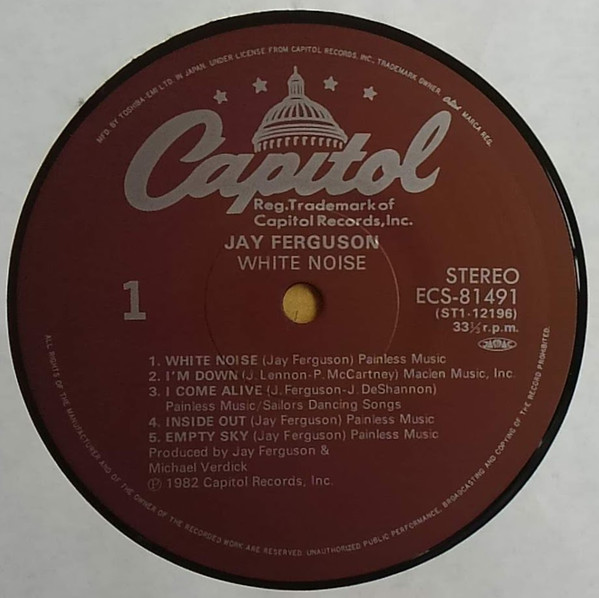 MFD. BY TOSHIBA-EMI LTD. IN JAPAN. UNDER LICENSE FROM CAPITOL RECORDS, INC., TRADEMARK OWNER. Capitol MARCA REG.
Capitol
Reg.Trademark of
Capitol Records,Inc.
JAY FERGUSON
WHITE NOISE
1
STEREO
ECS-81491
(ST1-12196)
33⅓ r.p.m.
JASRAC
1. WHITE NOISE (Jay Ferguson) Painless Music
2. I'M DOWN (J. Lennon-P. McCartney) Maclen Music, Inc.
3. I COME ALIVE (J. Ferguson-J. DeShannon)
Painless Music/Sailors Dancing Songs
4. INSIDE OUT (Jay Ferguson) Painless Music
5. EMPTY SKY (Jay Ferguson) Painless Music
Produced by Jay Ferguson &
Michael Verdick
Ⓟ 1982 Capitol Records, Inc.
ALL RIGHTS OF THE MANUFACTURER AND OF THE OWNER OF THE RECORDED WORK ARE RESERVED. UNAUTHORIZED PUBLIC PERFORMANCE, BROADCASTING AND COPYING OF THE RECORD PROHIBITED.